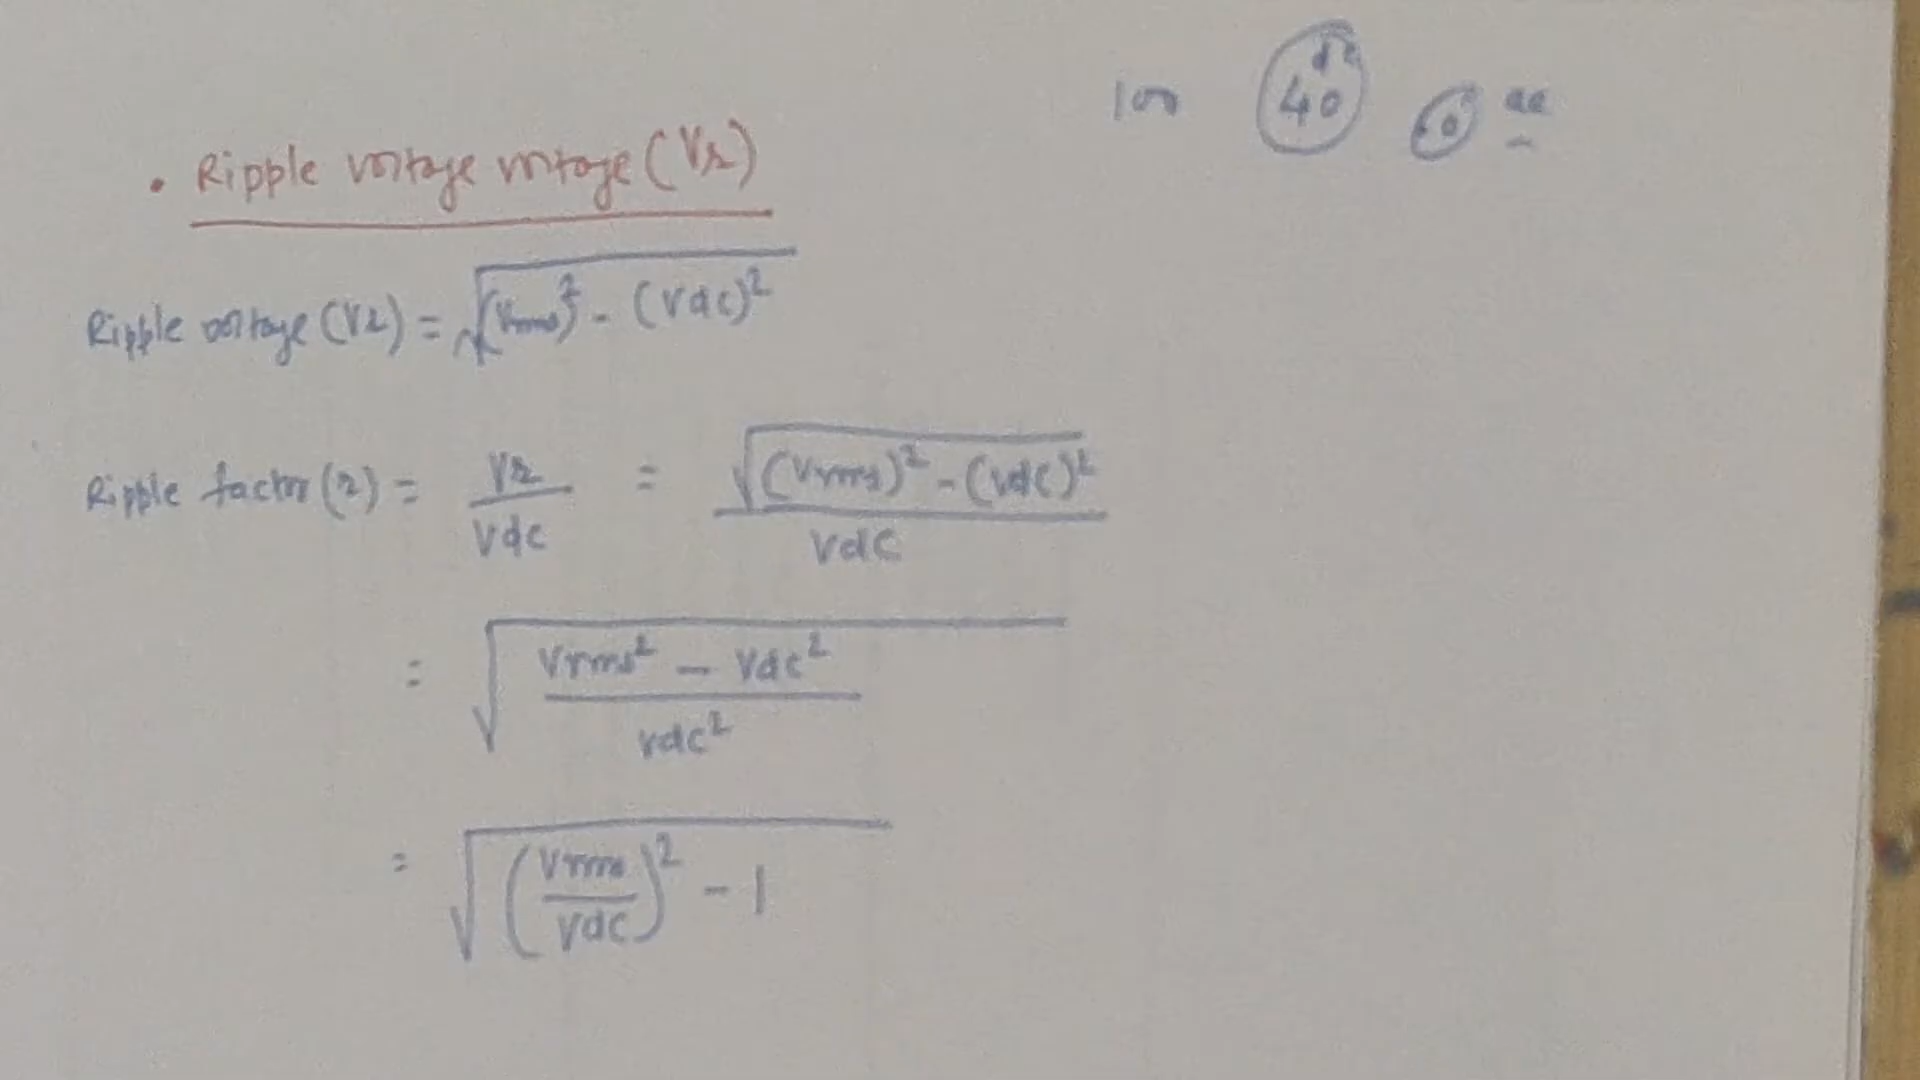 100 40 dc ac
• Ripple voltage voltage (Vr)
Ripple voltage (Vr) = √((Vrms)² - (Vdc)²)
Ripple factor (r) = Vr / Vdc = √((Vrms)² - (Vdc)²) / Vdc
= √((Vrms² - Vdc²) / Vdc²)
= √((Vrms / Vdc)² - 1)